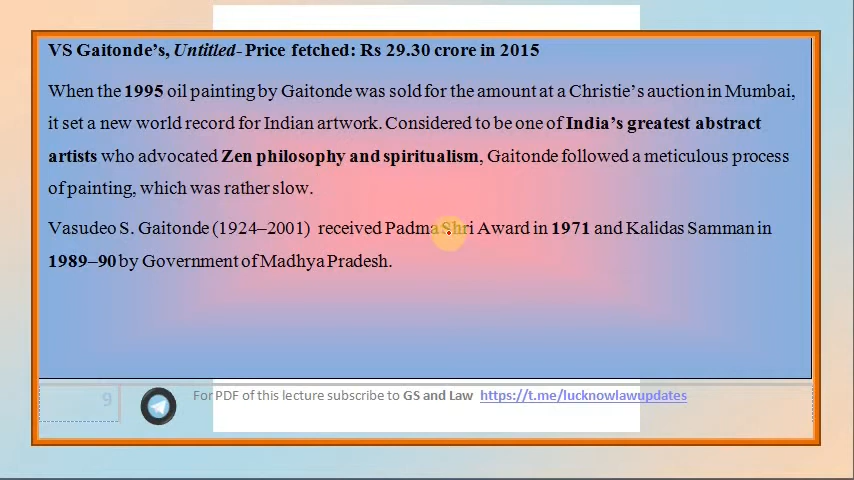 VS Gaitonde’s, Untitled- Price fetched: Rs 29.30 crore in 2015
When the 1995 oil painting by Gaitonde was sold for the amount at a Christie’s auction in Mumbai,
it set a new world record for Indian artwork. Considered to be one of India’s greatest abstract
artists who advocated Zen philosophy and spiritualism, Gaitonde followed a meticulous process
of painting, which was rather slow.
Vasudeo S. Gaitonde (1924–2001) received Padma Shri Award in 1971 and Kalidas Samman in
1989–90 by Government of Madhya Pradesh.
9
For PDF of this lecture subscribe to GS and Law https://t.me/lucknowlawupdates